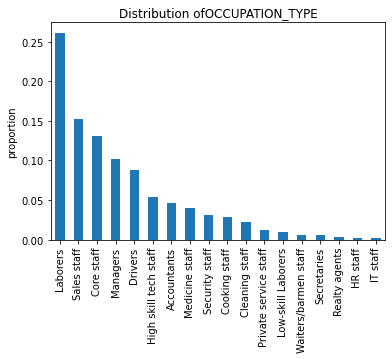 Distribution ofOCCUPATION_TYPE
proportion
0.25
0.20
0.15
0.10
0.05
0.00
Laborers
Sales staff
Core staff
Managers
Drivers
High skill tech staff
Accountants
Medicine staff
Security staff
Cooking staff
Cleaning staff
Private service staff
Low-skill Laborers
Waiters/barmen staff
Secretaries
Realty agents
HR staff
IT staff